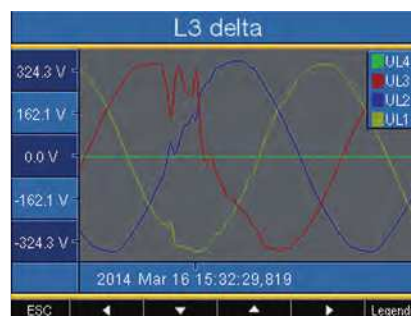 L3 delta
UL4
UL3
UL2
UL1
324.3 V
162.1 V
0.0 V
-162.1 V
-324.3 V
2014 Mar 16 15:32:29,819
ESC
Legend